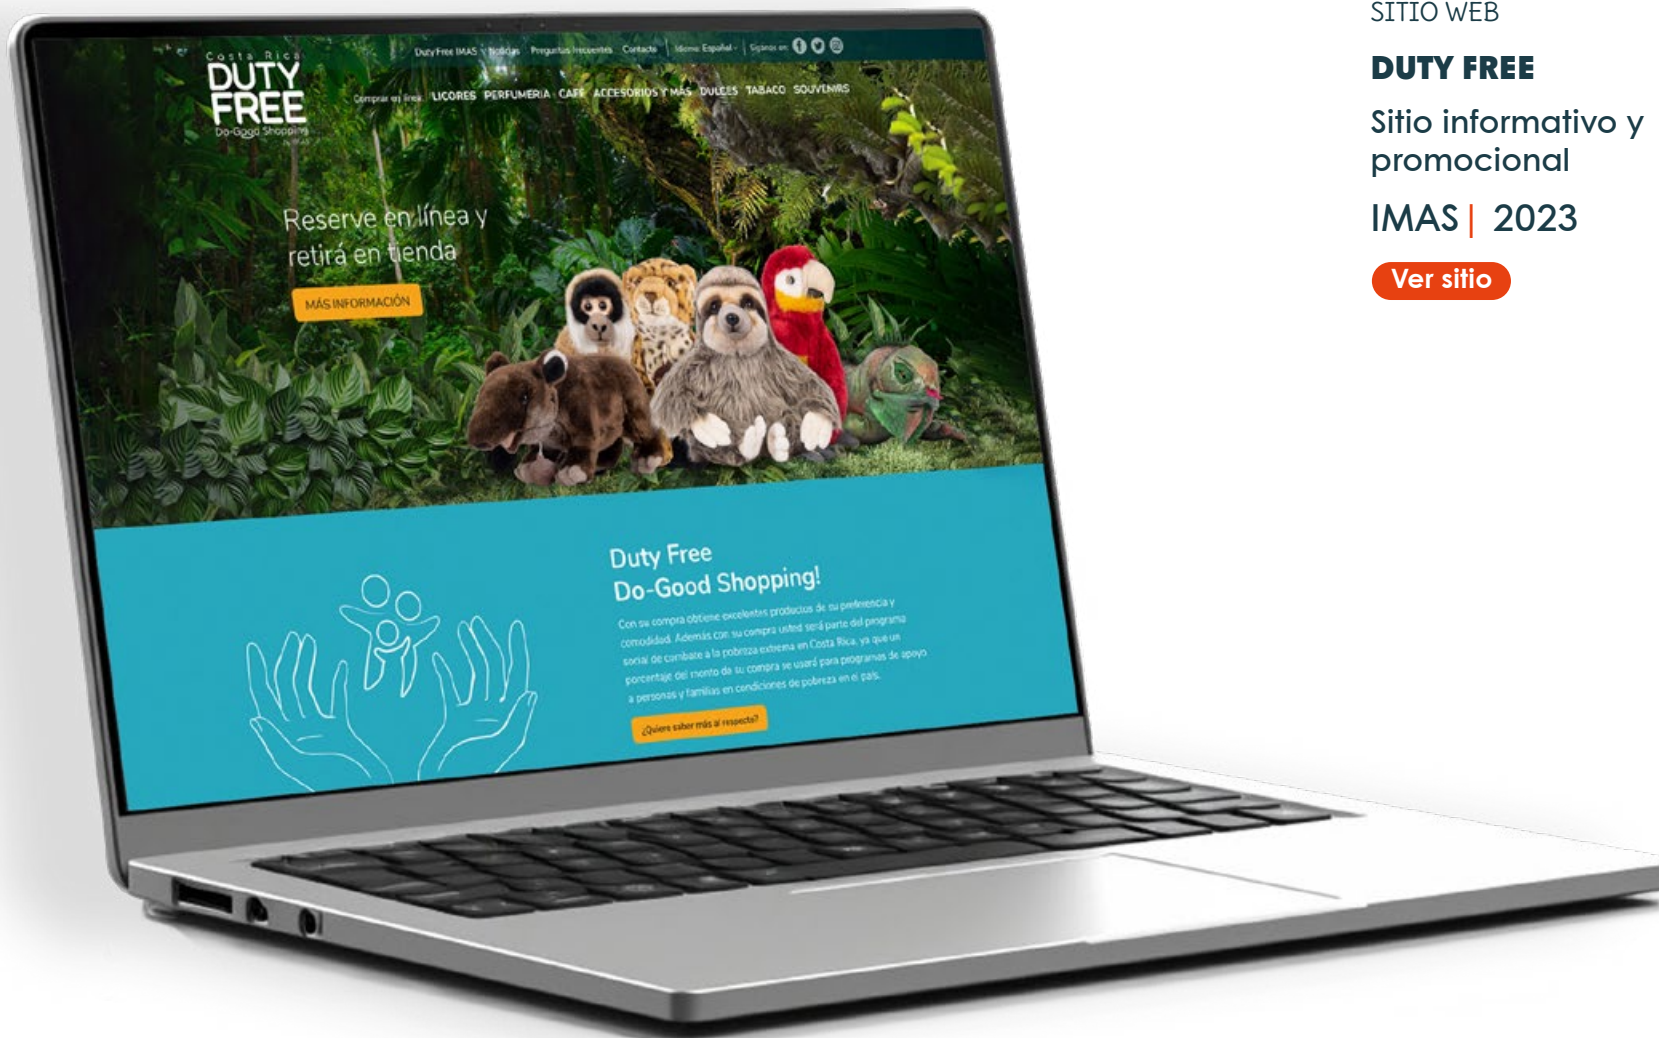 SITIO WEB
DUTY FREE
Sitio informativo y
promocional
IMAS | 2023
Ver sitio
Costa Rica
DUTY
FREE
Do-Good Shopping
Duty Free IMAS Noticias Preguntas frecuentes Contacto | Idioma: Español | Síganos en:
Comprar en línea: LICORES PERFUMERIA CAFÉ ACCESORIOS Y MÁS DULCES TABACO SOUVENIRS
Reserve en línea y
retirá en tienda
MÁS INFORMACIÓN
Duty Free
Do-Good Shopping!
Con su compra obtiene excelentes productos de su preferencia y
comodidad. Además con su compra usted será parte del programa
social de combate a la pobreza extrema en Costa Rica, ya que un
porcentaje del monto de su compra se usará para programas de apoyo
a personas y familias en condiciones de pobreza en el país.
¿Quiere saber más al respecto?